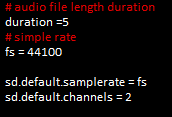 # audio file length duration
duration =5
# simple rate
fs = 44100
sd.default.samplerate = fs
sd.default.channels = 2